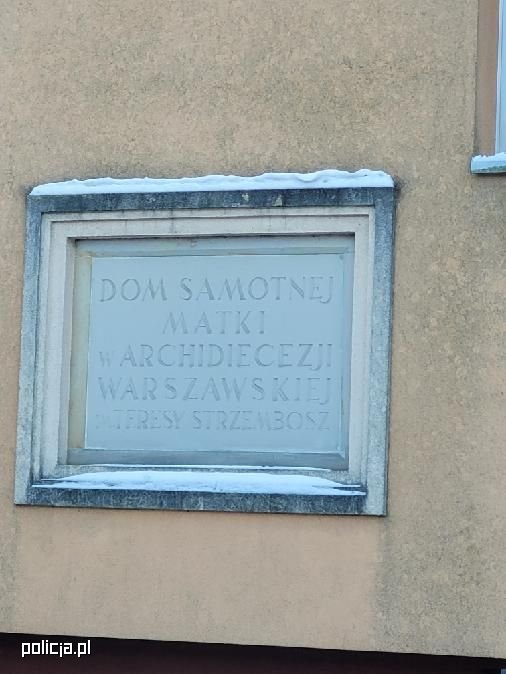 DOM SAMOTNEJ
MATKI
W ARCHIDIECEZJI
WARSZAWSKIEJ
IM. TERESY STRZEMBOSZ
policja.pl